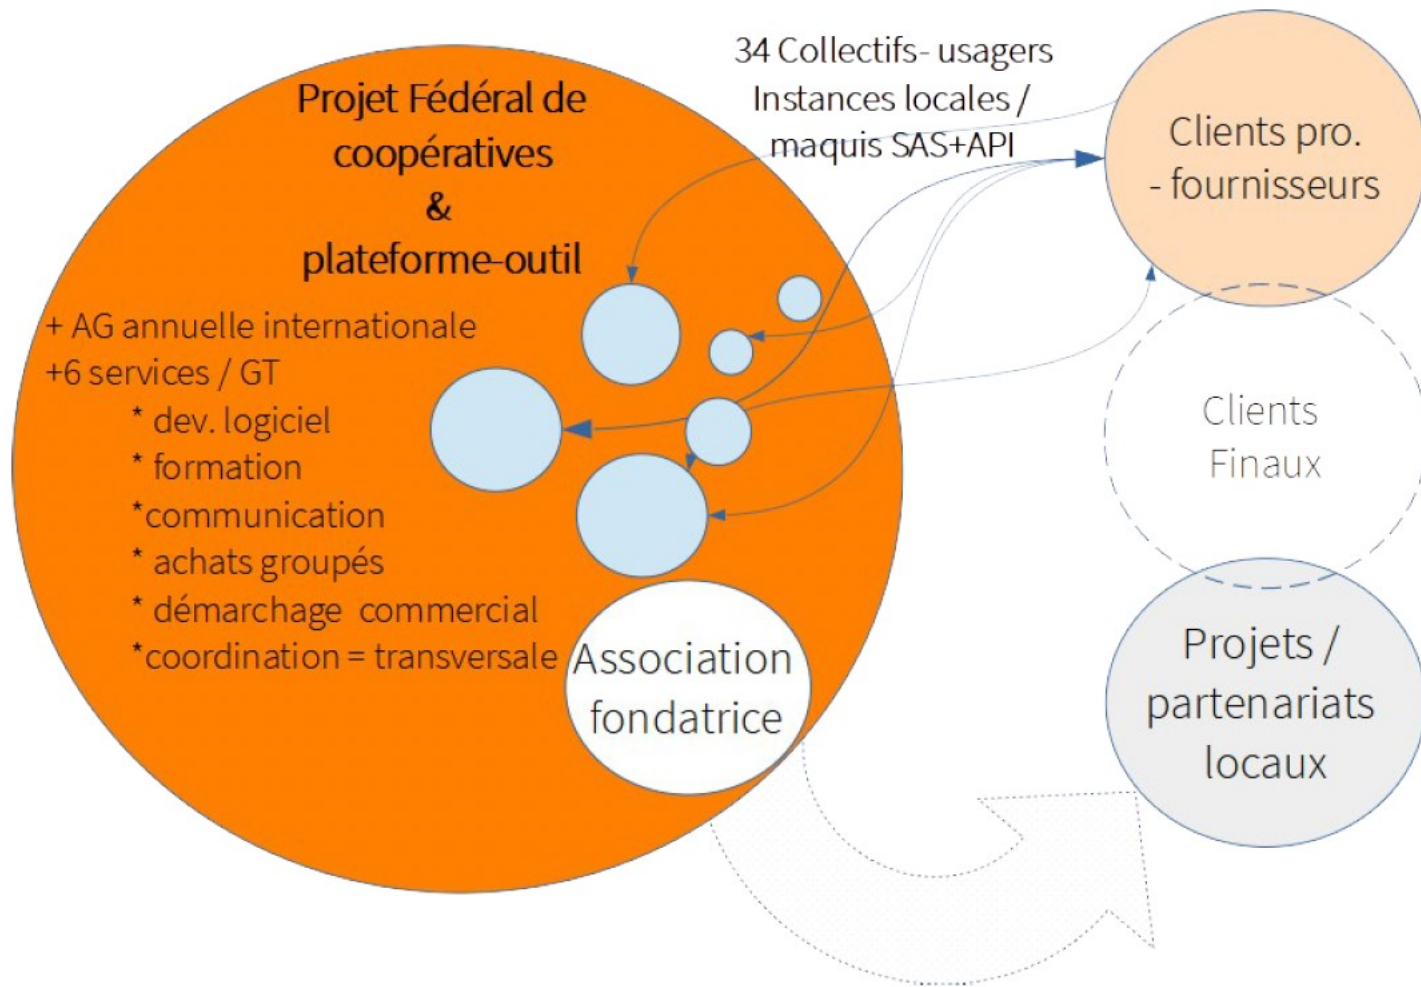 Projet Fédéral de
coopératives
&
plateforme-outil
+ AG annuelle internationale
+6 services / GT
* dev. logiciel
* formation
*communication
* achats groupés
* démarchage commercial
*coordination = transversale
Association
fondatrice
34 Collectifs- usagers
Instances locales /
maquis SAS+API
Clients pro.
- fournisseurs
Clients
Finaux
Projets /
partenariats
locaux